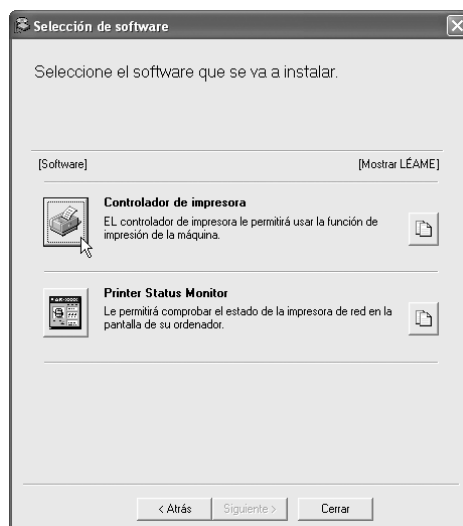 Selección de software
Seleccione el software que se va a instalar.
[Software]
[Mostrar LÉAME]
Controlador de impresora
EL controlador de impresora le permitirá usar la función de
impresión de la máquina.
Printer Status Monitor
Le permitirá comprobar el estado de la impresora de red en la
pantalla de su ordenador.
< Atrás
Siguiente >
Cerrar